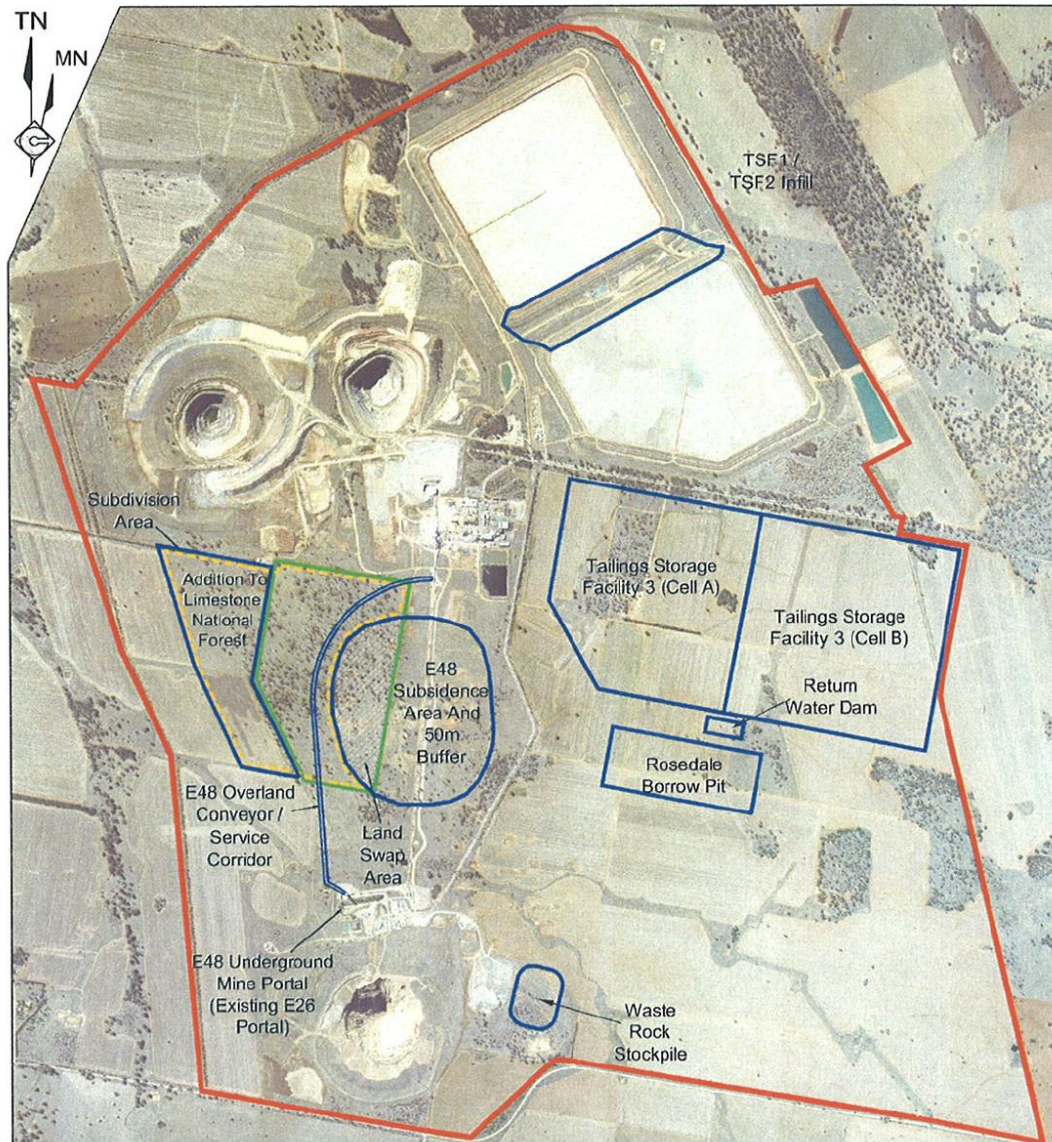 TN
MN
TSF1 /
TSF2 Infill
Subdivision
Area
Addition To
Limestone
National
Forest
Tailings Storage
Facility 3 (Cell A)
Tailings Storage
Facility 3 (Cell B)
E48
Subsidence
Area And
50m
Buffer
Return
Water Dam
Rosedale
Borrow Pit
E48 Overland
Conveyor /
Service
Corridor
Land
Swap
Area
E48 Underground
Mine Portal
(Existing E26
Portal)
Waste
Rock
Stockpile